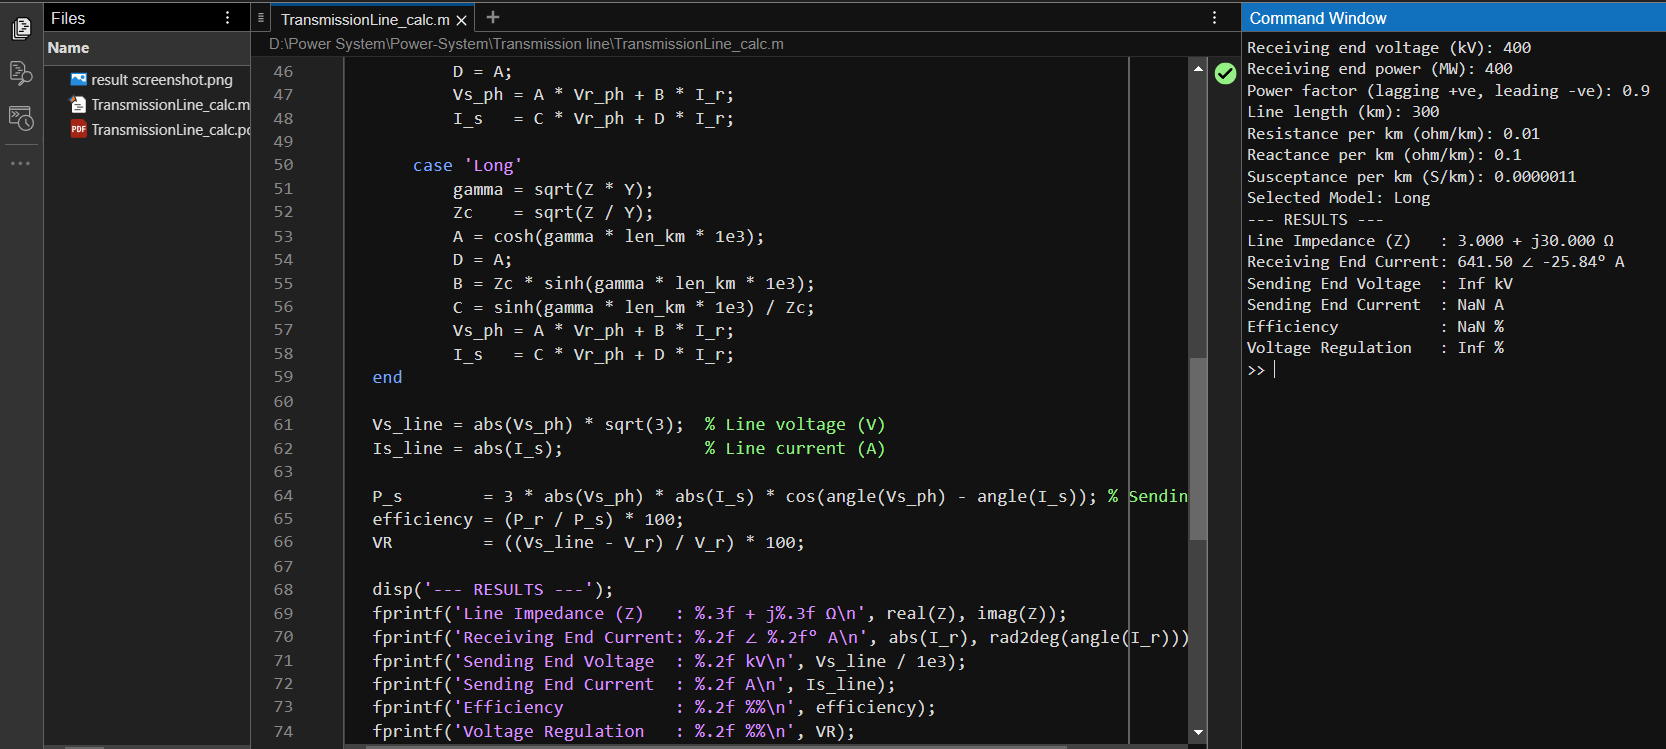 Files
Name
result screenshot.png
TransmissionLine_calc.m
PDF TransmissionLine_calc.pd
TransmissionLine_calc.m
D:\Power System\Power-System\Transmission line\TransmissionLine_calc.m
46 D = A;
47 Vs_ph = A * Vr_ph + B * I_r;
48 I_s   = C * Vr_ph + D * I_r;
49
50 case 'Long'
51 gamma = sqrt(Z * Y);
52 Zc    = sqrt(Z / Y);
53 A = cosh(gamma * len_km * 1e3);
54 D = A;
55 B = Zc * sinh(gamma * len_km * 1e3);
56 C = sinh(gamma * len_km * 1e3) / Zc;
57 Vs_ph = A * Vr_ph + B * I_r;
58 I_s   = C * Vr_ph + D * I_r;
59 end
60
61 Vs_line = abs(Vs_ph) * sqrt(3);  % Line voltage (V)
62 Is_line = abs(I_s);              % Line current (A)
63
64 P_s        = 3 * abs(Vs_ph) * abs(I_s) * cos(angle(Vs_ph) - angle(I_s)); % Sendin
65 efficiency = (P_r / P_s) * 100;
66 VR         = ((Vs_line - V_r) / V_r) * 100;
67
68 disp('--- RESULTS ---');
69 fprintf('Line Impedance (Z)   : %.3f + j%.3f Ω\n', real(Z), imag(Z));
70 fprintf('Receiving End Current: %.2f ∠ %.2fº A\n', abs(I_r), rad2deg(angle(I_r)))
71 fprintf('Sending End Voltage  : %.2f kV\n', Vs_line / 1e3);
72 fprintf('Sending End Current  : %.2f A\n', Is_line);
73 fprintf('Efficiency           : %.2f %%\n', efficiency);
74 fprintf('Voltage Regulation   : %.2f %%\n', VR);
Command Window
Receiving end voltage (kV): 400
Receiving end power (MW): 400
Power factor (lagging +ve, leading -ve): 0.9
Line length (km): 300
Resistance per km (ohm/km): 0.01
Reactance per km (ohm/km): 0.1
Susceptance per km (S/km): 0.0000011
Selected Model: Long
--- RESULTS ---
Line Impedance (Z)   : 3.000 + j30.000 Ω
Receiving End Current: 641.50 ∠ -25.84º A
Sending End Voltage  : Inf kV
Sending End Current  : NaN A
Efficiency           : NaN %
Voltage Regulation   : Inf %
>>